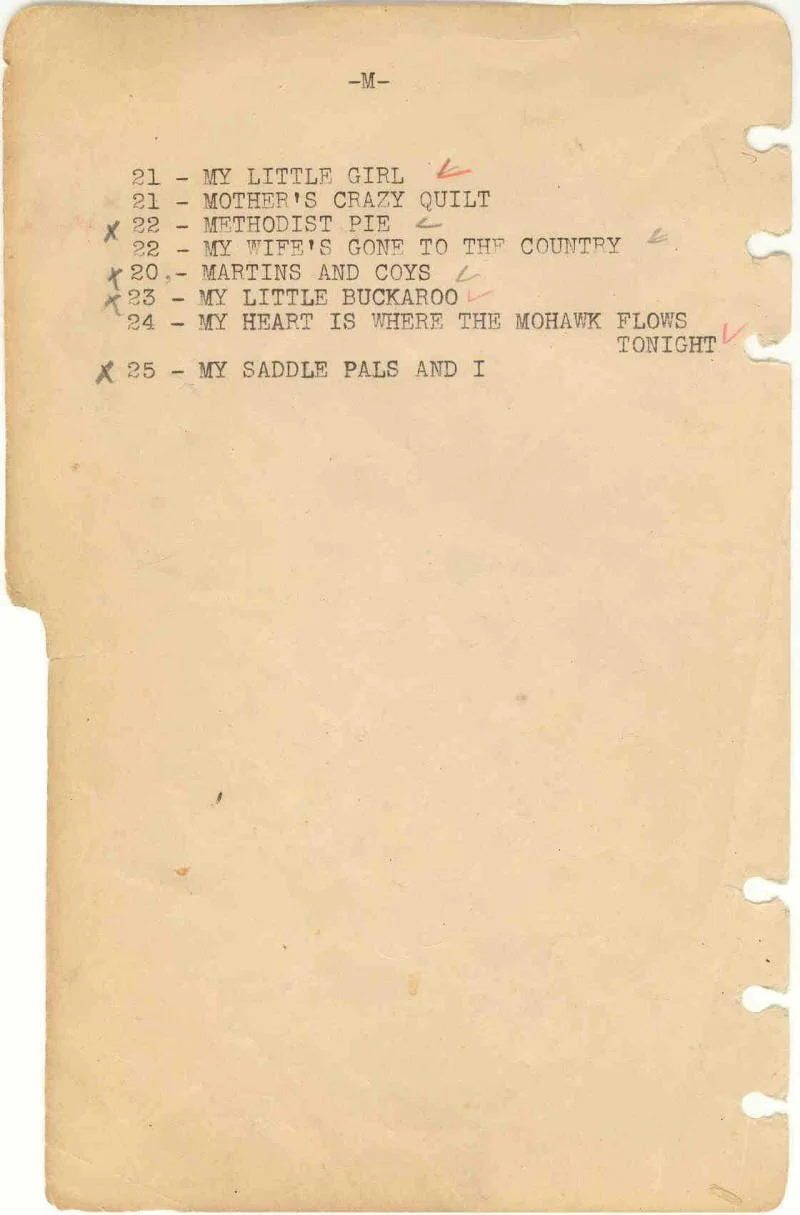 -M-
21 - MY LITTLE GIRL
21 - MOTHER'S CRAZY QUILT
x 22 - METHODIST PIE
22 - MY WIFE'S GONE TO THE COUNTRY
x 20,- MARTINS AND COYS
x 23 - MY LITTLE BUCKAROO
24 - MY HEART IS WHERE THE MOHAWK FLOWS
TONIGHT
x 25 - MY SADDLE PALS AND I